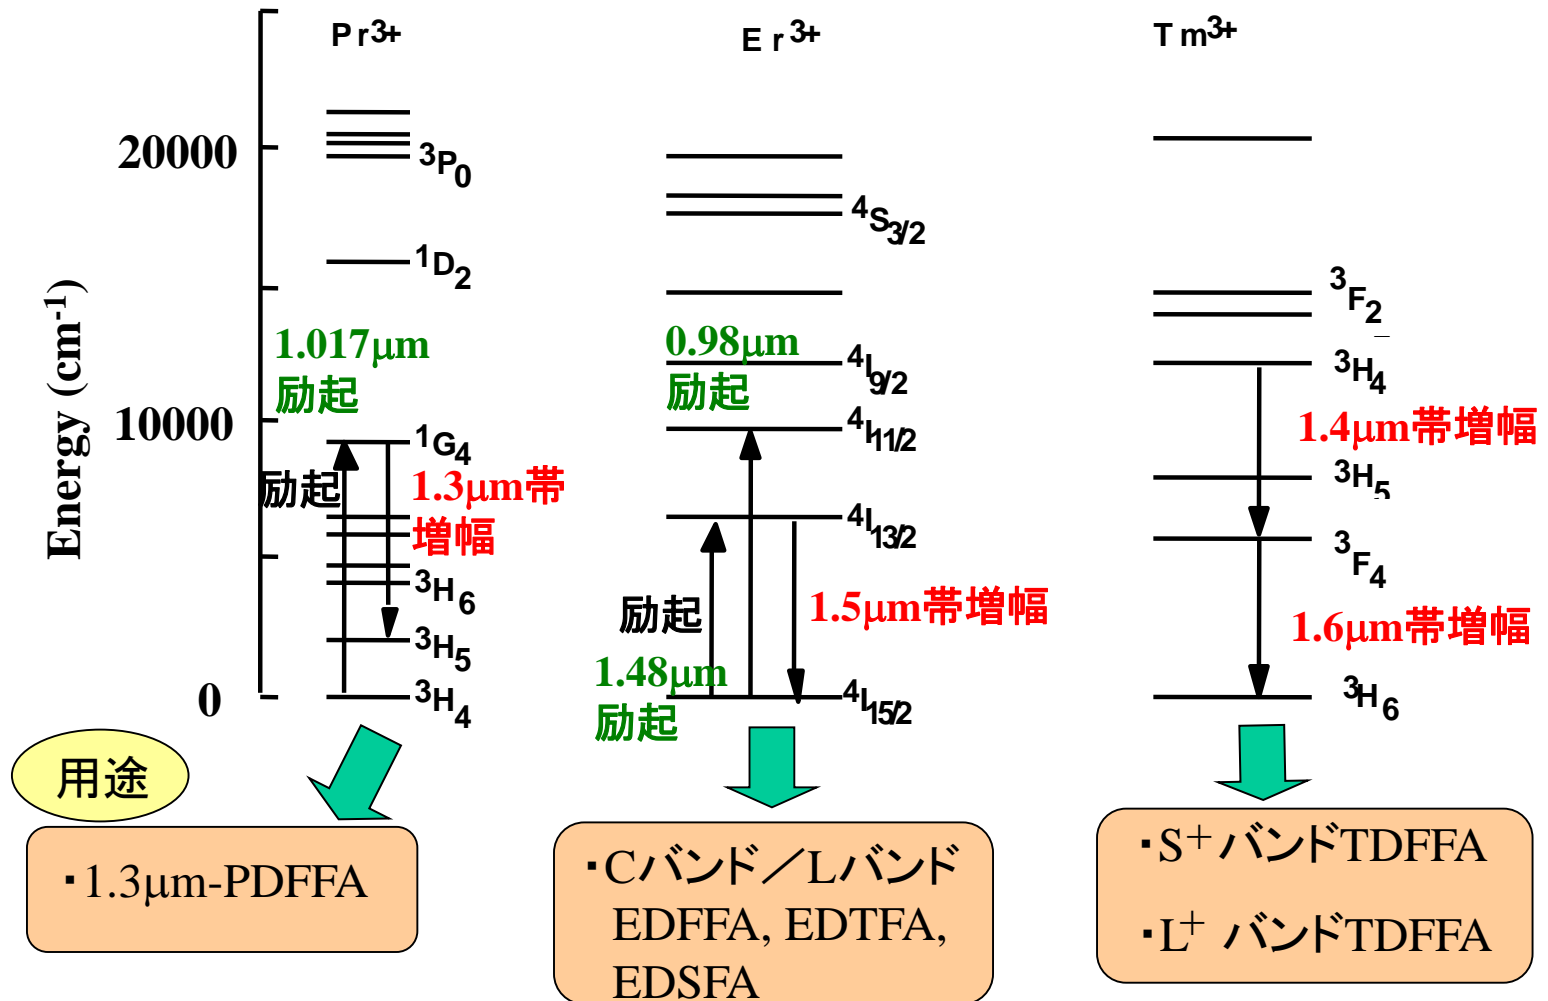 Pr3+
Er3+
Tm3+
Energy (cm-1)
20000
10000
0
3P0
1D2
1.017μm
励起
1G4
励起
1.3μm帯
増幅
3H6
3H5
3H4
4S3/2
0.98μm
励起
4I9/2
4I11/2
4I13/2
励起
1.5μm帯増幅
1.48μm
励起
4I15/2
3F2
3H4
1.4μm帯増幅
3H5
3F4
1.6μm帯増幅
3H6
用途
・1.3μm-PDFFA
・Cバンド／Lバンド
EDFFA, EDTFA,
EDSFA
・S+バンドTDFFA
・L+ バンドTDFFA